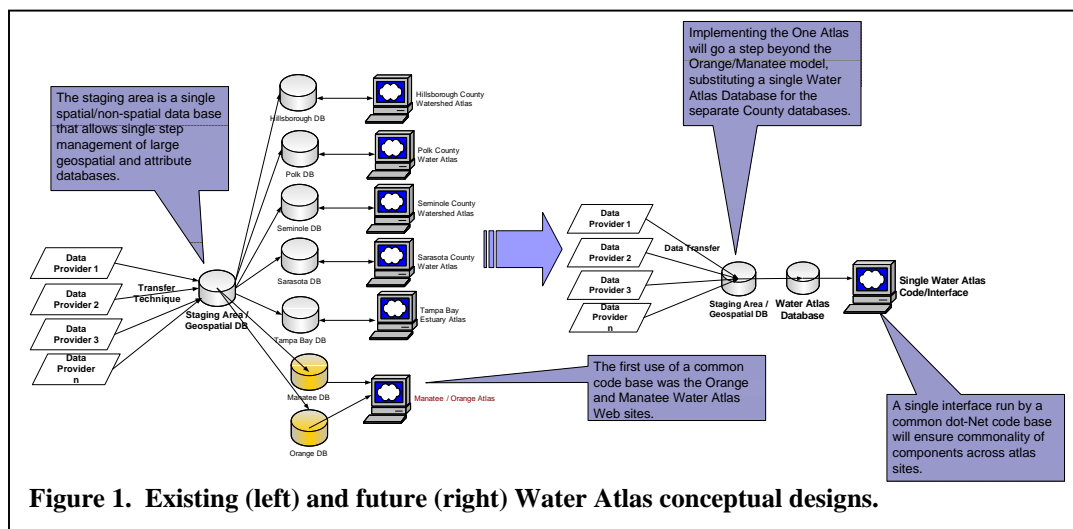 The staging area is a single
spatial/non-spatial data base
that allows single step
management of large
geospatial and attribute
databases.
Data
Provider 1
Data
Provider 2
Data
Provider 3
Data
Provider
n
Transfer
Technique
Staging Area /
Geospatial DB
Hillsborough DB
Hillsborough County
Watershed Atlas
Polk DB
Polk County
Water Atlas
Seminole DB
Seminole County
Watershed Atlas
Sarasota DB
Sarasota County
Water Atlas
Tampa Bay DB
Tampa Bay
Estuary Atlas
Manatee DB
Manatee / Orange Atlas
Orange DB
The first use of a common
code base was the Orange
and Manatee Water Atlas
Web sites.
Implementing the One Atlas
will go a step beyond the
Orange/Manatee model,
substituting a single Water
Atlas Database for the
separate County databases.
Data
Provider 1
Data
Provider 2
Data
Provider 3
Data
Provider
n
Data Transfer
Staging Area /
Geospatial DB
Water Atlas
Database
Single Water Atlas
Code/Interface
A single interface run by a
common dot-Net code base
will ensure commonality of
components across atlas
sites.
Figure 1. Existing (left) and future (right) Water Atlas conceptual designs.